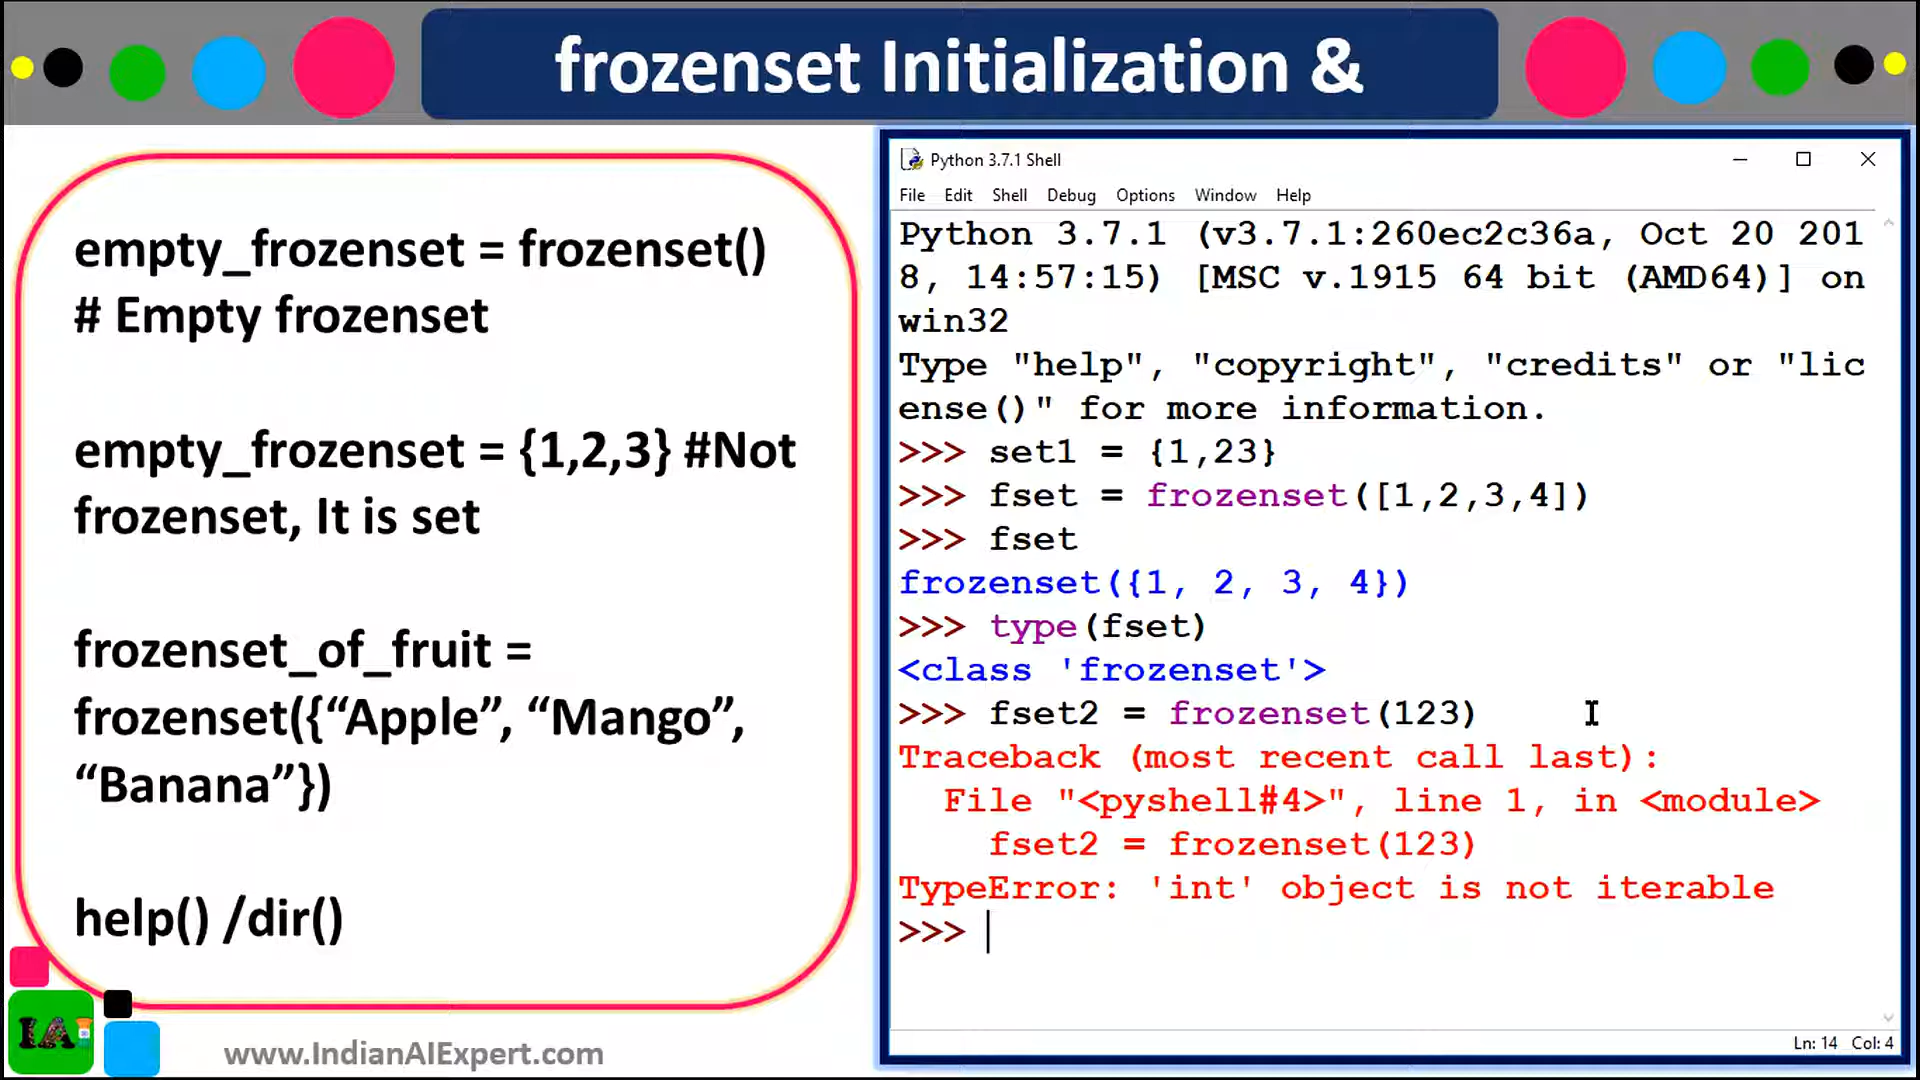 frozenset Initialization &
empty_frozenset = frozenset()
# Empty frozenset
empty_frozenset = {1,2,3} #Not
frozenset, It is set
frozenset_of_fruit =
frozenset({“Apple”, “Mango”,
“Banana”})
help() /dir()
IAI
www.IndianAIExpert.com
Python 3.7.1 Shell
File Edit Shell Debug Options Window Help
Python 3.7.1 (v3.7.1:260ec2c36a, Oct 20 201
8, 14:57:15) [MSC v.1915 64 bit (AMD64)] on
win32
Type "help", "copyright", "credits" or "lic
ense()" for more information.
>>> set1 = {1,23}
>>> fset = frozenset([1,2,3,4])
>>> fset
frozenset({1, 2, 3, 4})
>>> type(fset)
<class 'frozenset'>
>>> fset2 = frozenset(123)
Traceback (most recent call last):
  File "<pyshell#4>", line 1, in <module>
    fset2 = frozenset(123)
TypeError: 'int' object is not iterable
>>>
Ln: 14 Col: 4